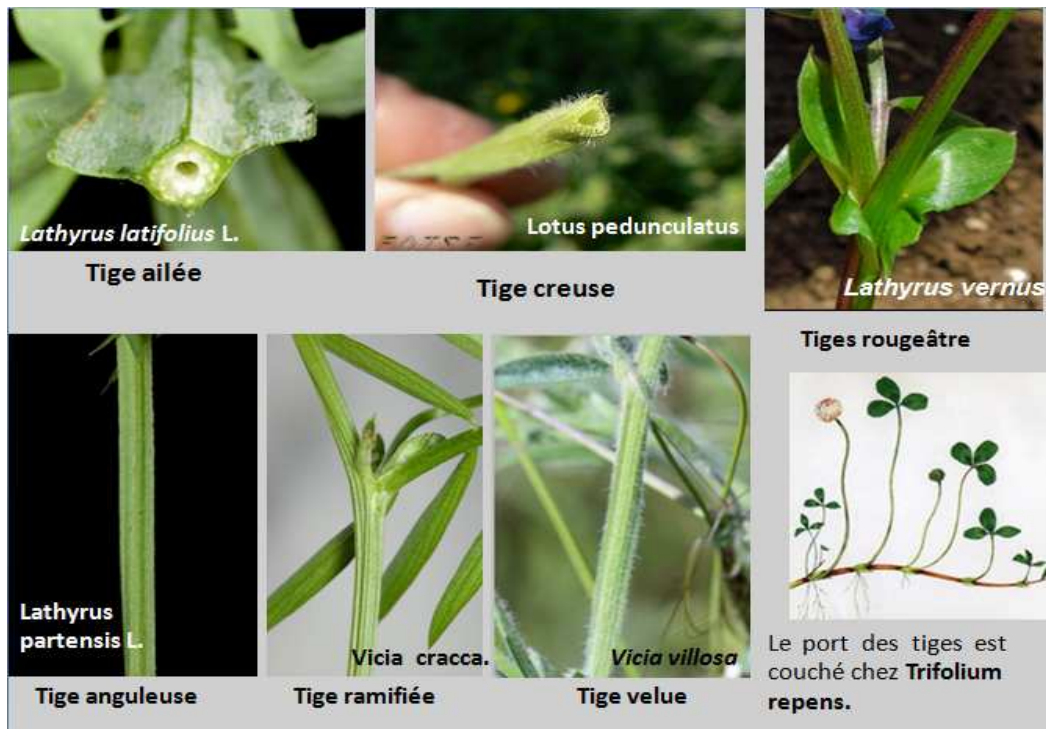 Lathyrus latifolius L.
Tige ailée
Lotus pedunculatus
Tige creuse
Lathyrus vernus
Tiges rougeâtre
Lathyrus
partensis L.
Tige anguleuse
Vicia cracca.
Tige ramifiée
Vicia villosa
Tige velue
Le port des tiges est
couché chez Trifolium
repens.